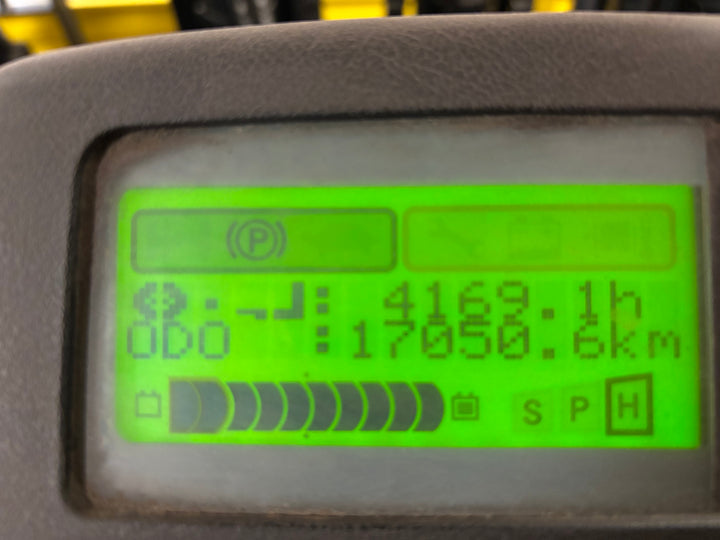 (P)
4169.1h
ODO : 17050.6km
S P H